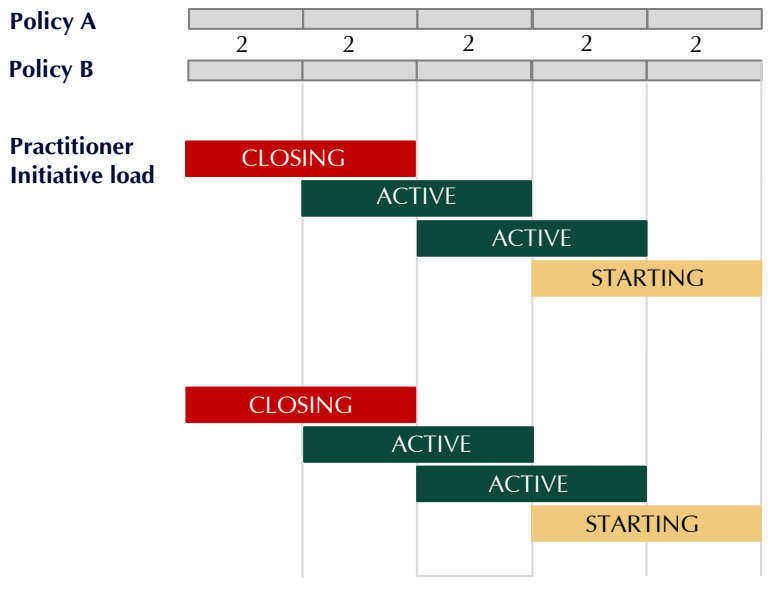 Policy A
2 2 2 2 2
Policy B
Practitioner
Initiative load
CLOSING
ACTIVE
ACTIVE
STARTING
CLOSING
ACTIVE
ACTIVE
STARTING